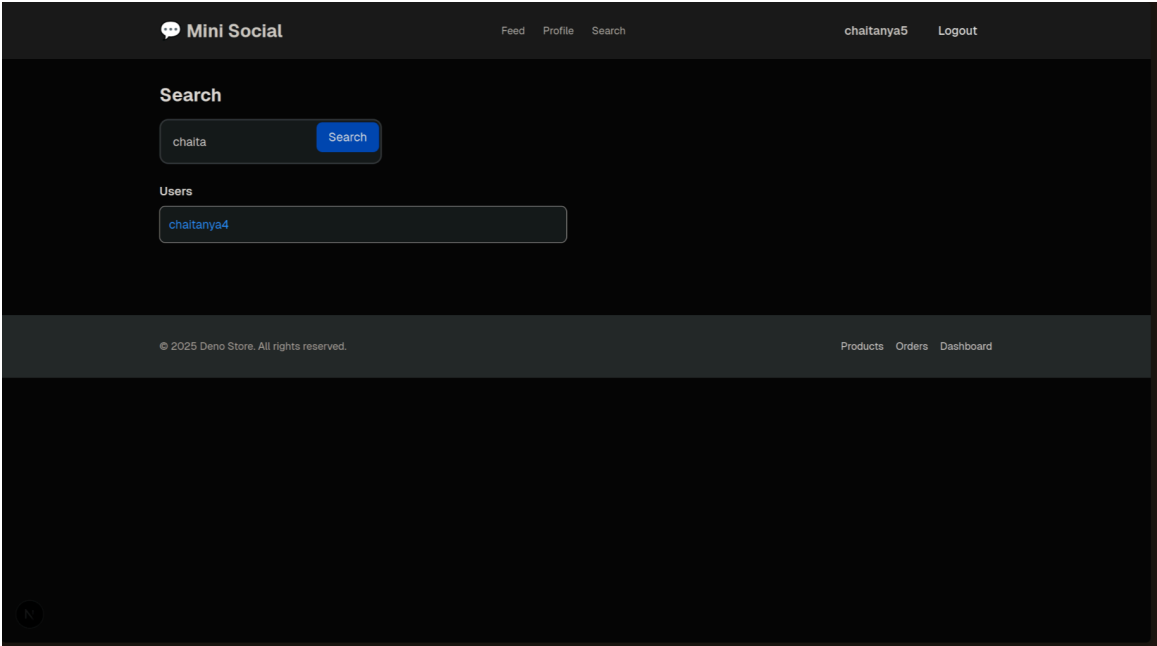 💬 Mini Social
Feed Profile Search
chaitanya5 Logout
Search
chaita Search
Users
chaitanya4
© 2025 Deno Store. All rights reserved.
Products Orders Dashboard
N